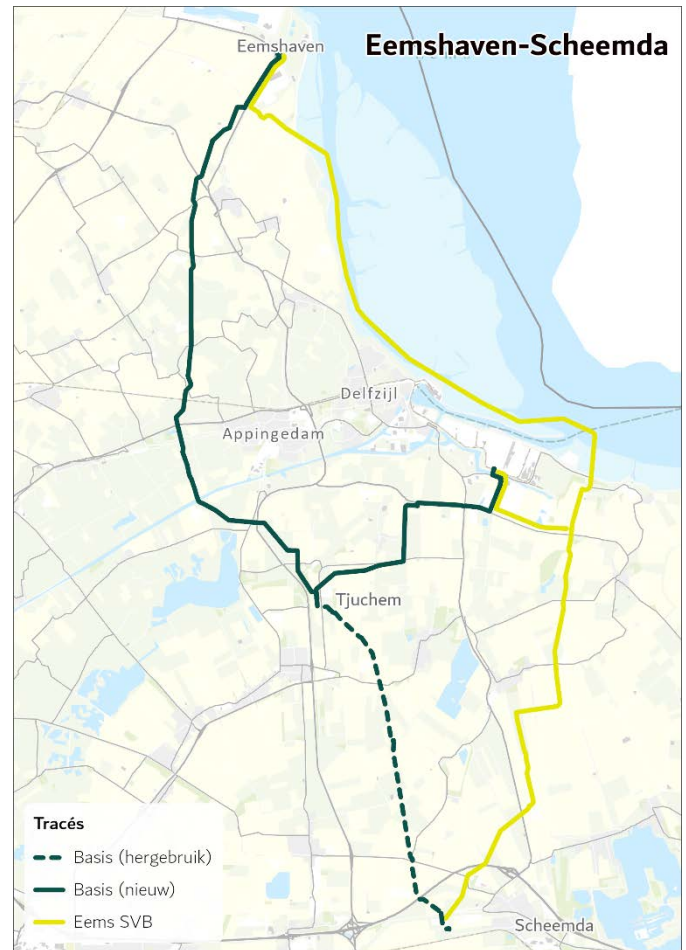 Eemshaven-Scheemda
Eemshaven
Delfzijl
Appingedam
Tjuchem
Scheemda
Tracés
Basis (hergebruik)
Basis (nieuw)
Eems SVB